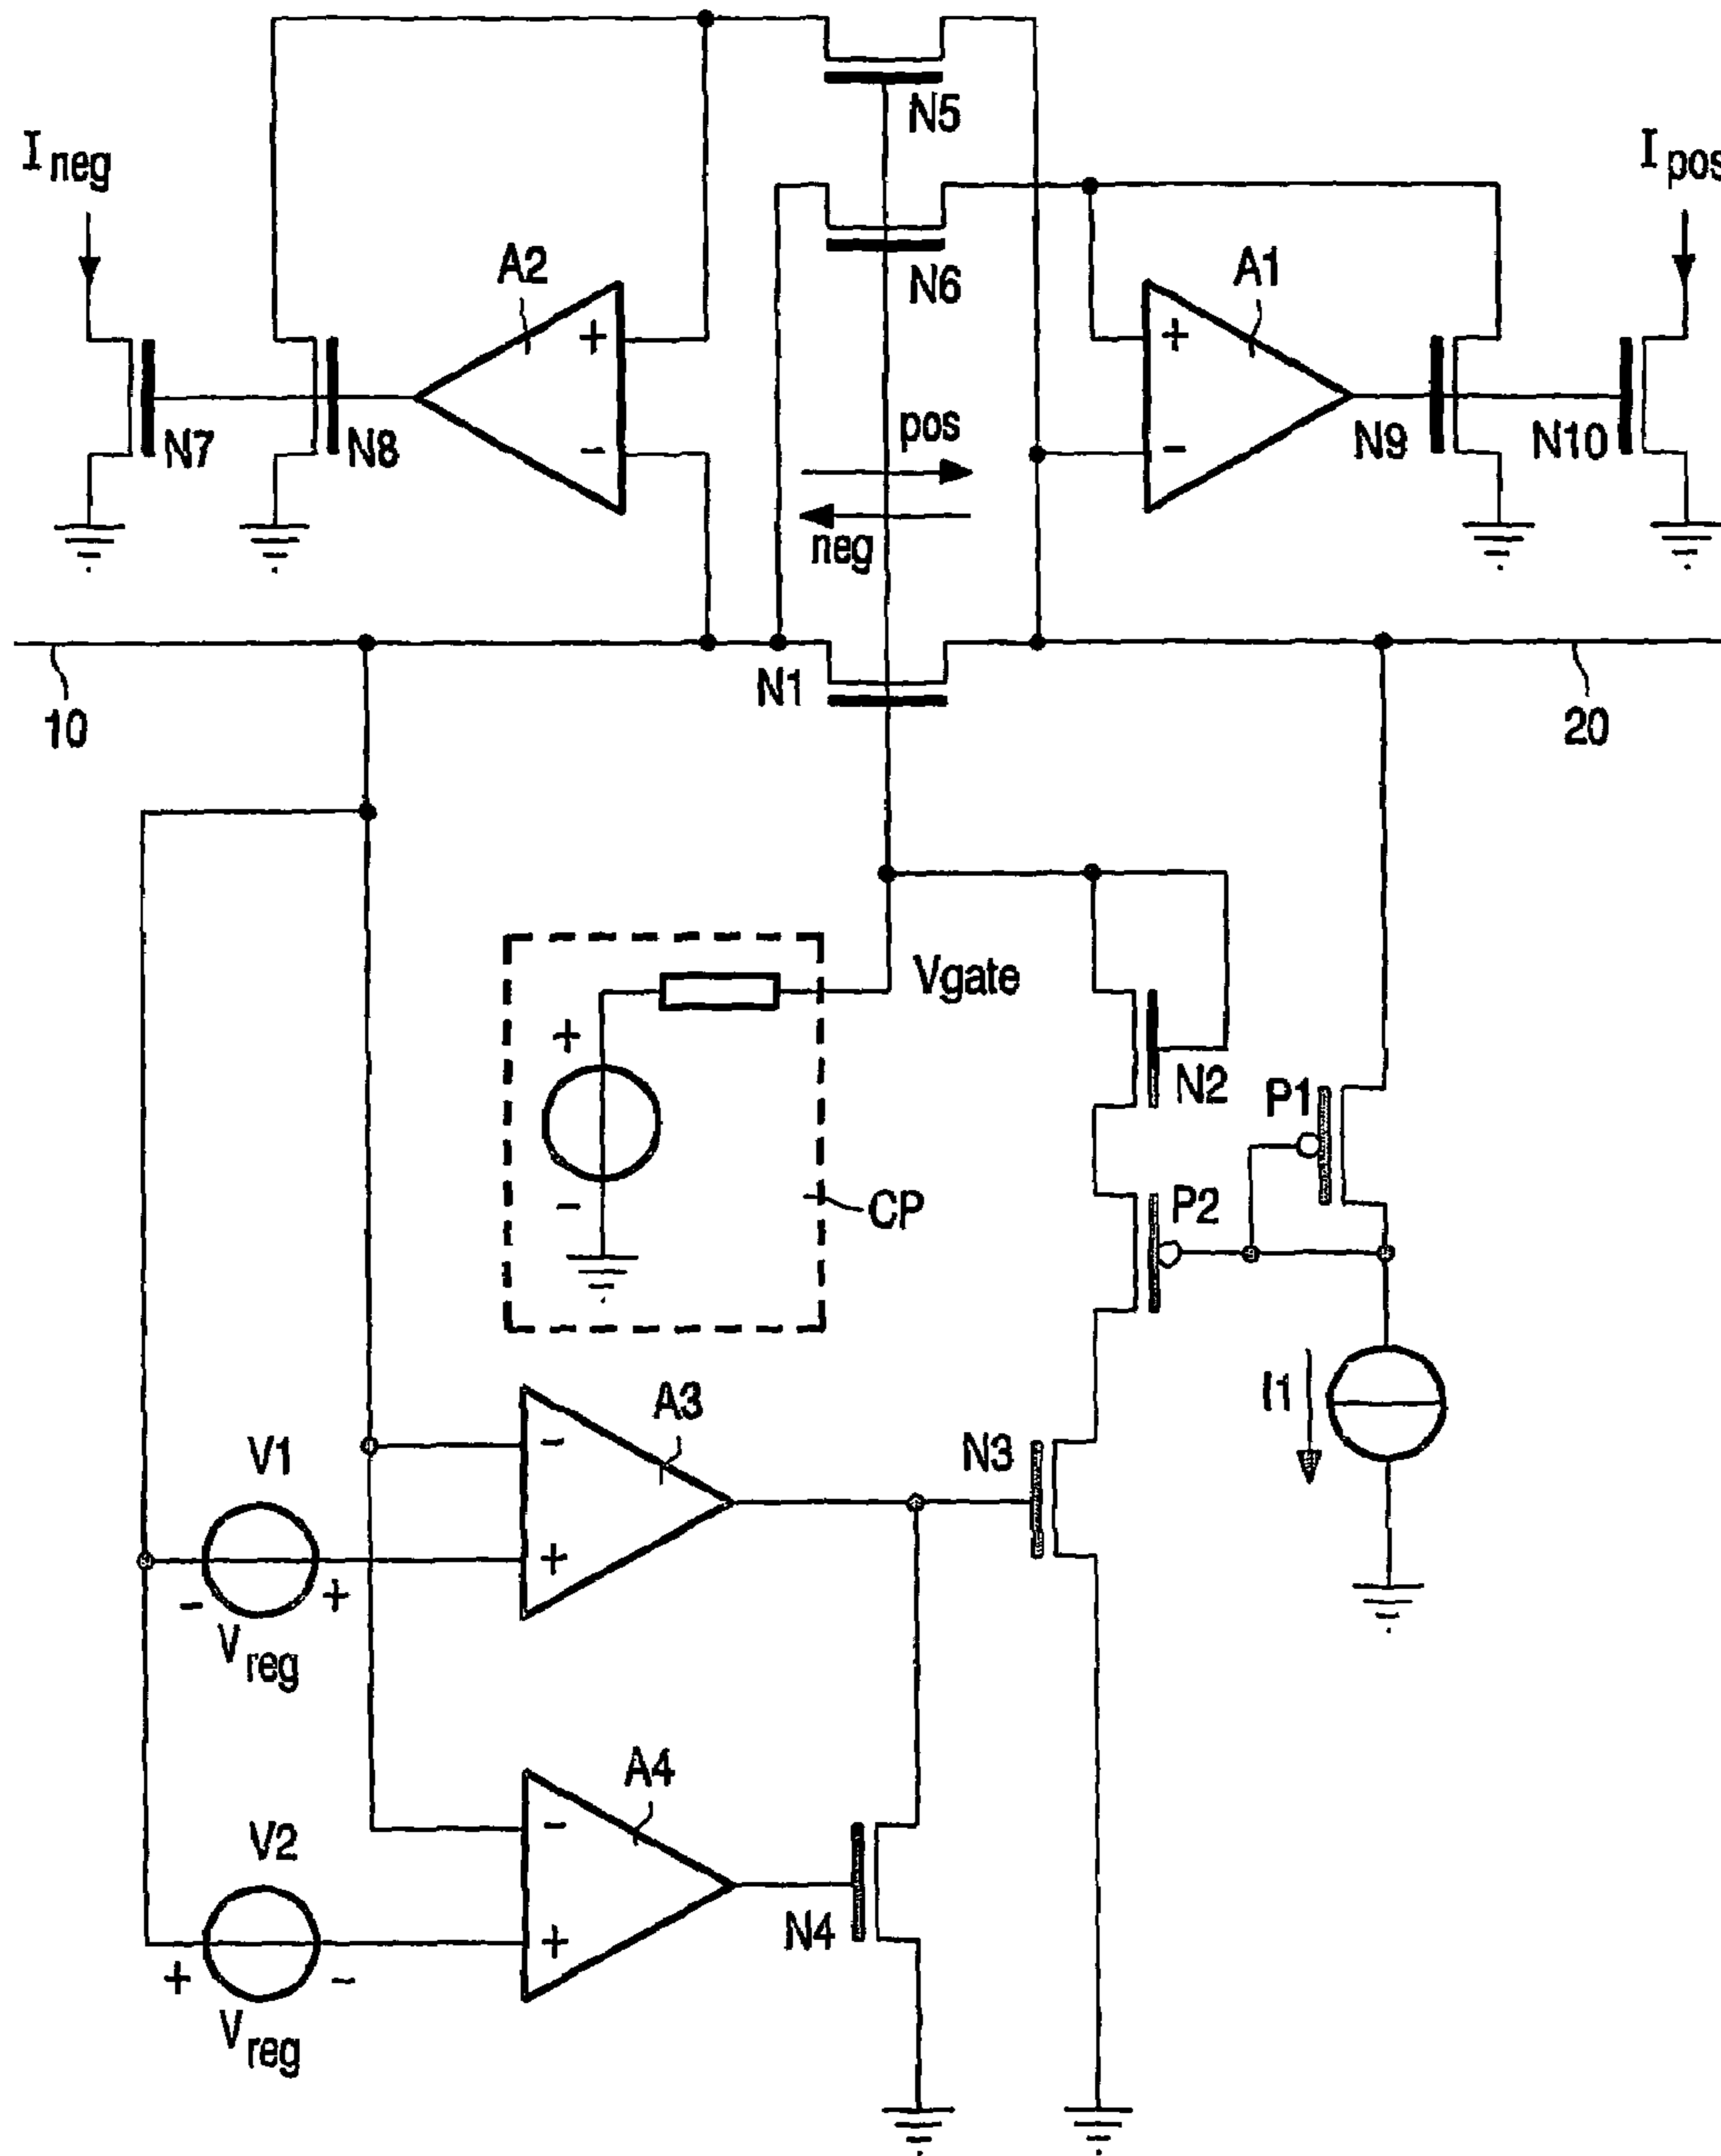 N5
I neg
I pos
A2
N6
A1
+
+
pos
N7
N8
-
-
N9
N10
neg
N1
10
20
Vgate
+
N2
P1
-
CP
P2
A3
I1
V1
-
N3
+
-
+
V reg
A4
V2
-
N4
+
+
-
V reg